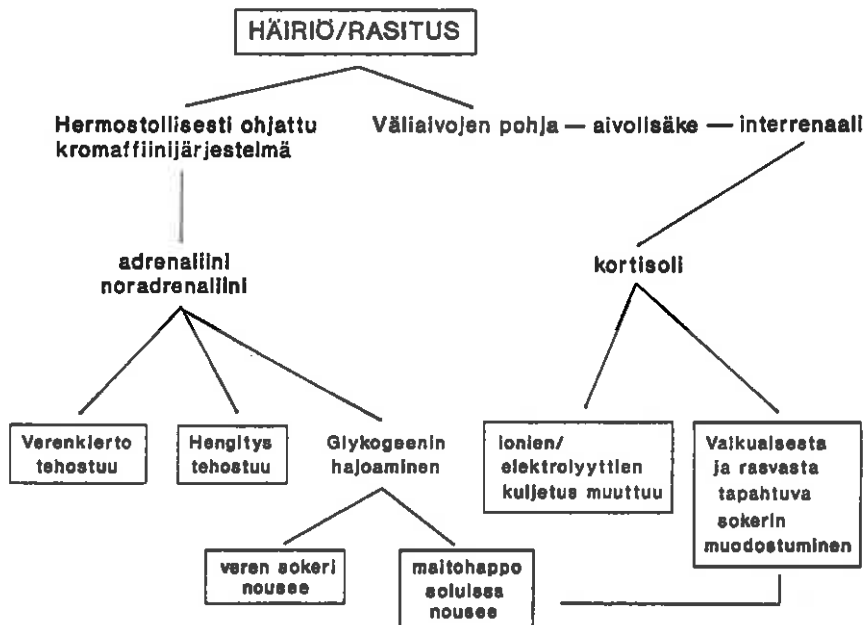 HÄIRIÖ/RASITUS
Hermostollisesti ohjattu
kromaffiinijärjestelmä
Väliaivojen pohja — aivolisäke — interrenaali
adrenaliini
noradrenaliini
kortisoli
Verenkierto
tehostuu
Hengitys
tehostuu
Glykogeenin
hajoaminen
ionien/
elektrolyyttien
kuljetus muuttuu
Valkuaisesta
ja rasvasta
tapahtuva
sokerin
muodostuminen
veren sokeri
nousee
maitohappo
soluissa
nousee